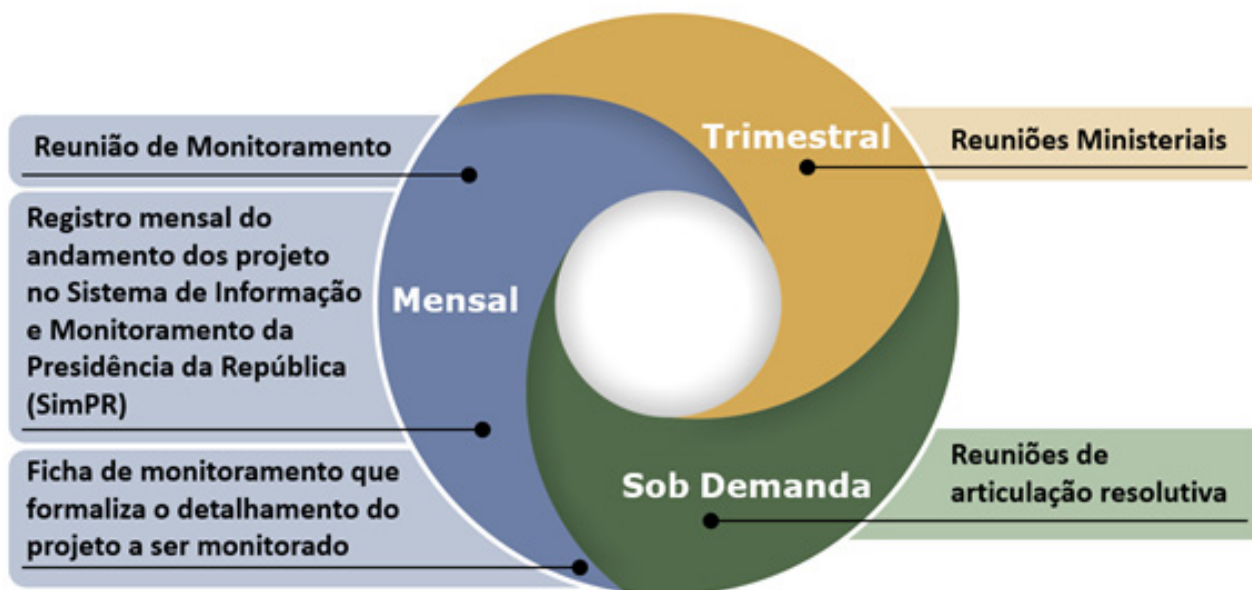 Reunião de Monitoramento
Registro mensal do
andamento dos projeto
no Sistema de Informação
e Monitoramento da
Presidência da República
(SimPR)
Ficha de monitoramento que
formaliza o detalhamento do
projeto a ser monitorado
Mensal
Trimestral
Reuniões Ministeriais
Sob Demanda
Reuniões de
articulação resolutiva